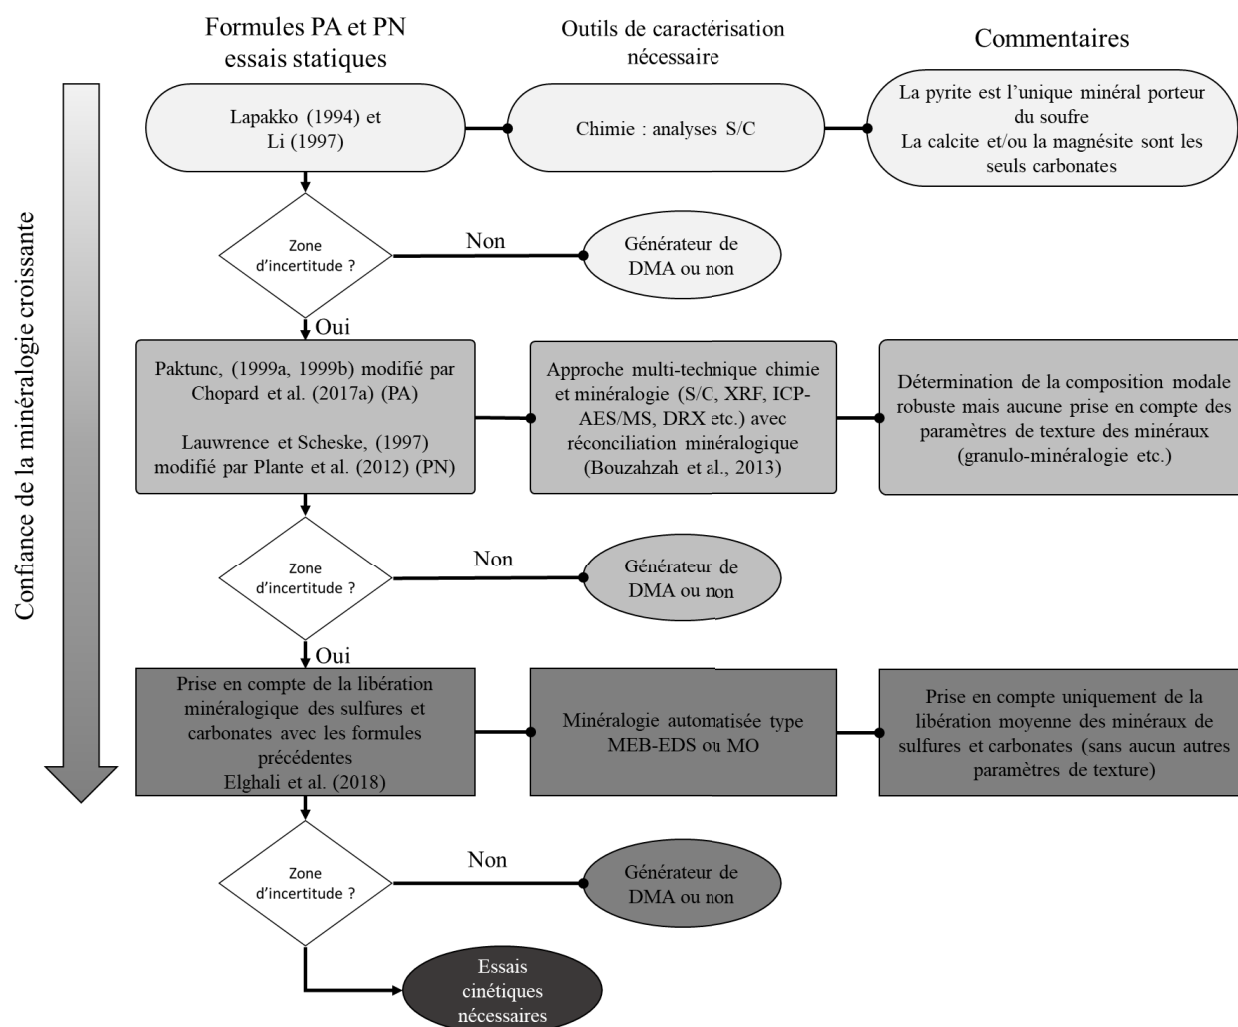 Formules PA et PN
essais statiques
Outils de caractérisation
nécessaire
Commentaires
Confiance de la minéralogie croissante
Lapakko (1994) et
Li (1997)
Chimie : analyses S/C
La pyrite est l’unique minéral porteur
du soufre
La calcite et/ou la magnésite sont les
seuls carbonates
Zone
d’incertitude ?
Non
Générateur de
DMA ou non
Oui
Paktunc, (1999a, 1999b) modifié par
Chopard et al. (2017a) (PA)
Lauwrence et Scheske, (1997)
modifié par Plante et al. (2012) (PN)
Approche multi-technique chimie
et minéralogie (S/C, XRF, ICP-
AES/MS, DRX etc.) avec
réconciliation minéralogique
(Bouzahzah et al., 2013)
Détermination de la composition modale
robuste mais aucune prise en compte des
paramètres de texture des minéraux
(granulo-minéralogie etc.)
Zone
d’incertitude ?
Non
Générateur de
DMA ou non
Oui
Prise en compte de la libération
minéralogique des sulfures et
carbonates avec les formules
précédentes
Elghali et al. (2018)
Minéralogie automatisée type
MEB-EDS ou MO
Prise en compte uniquement de la
libération moyenne des minéraux de
sulfures et carbonates (sans aucun autres
paramètres de texture)
Zone
d’incertitude ?
Non
Générateur de
DMA ou non
Essais
cinétiques
nécessaires